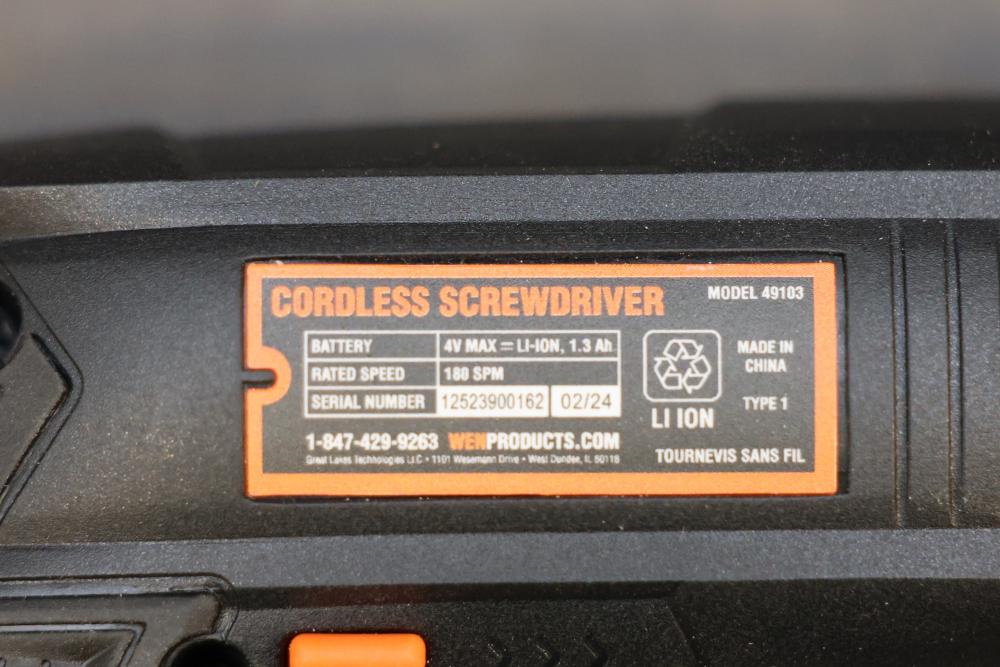 CORDLESS SCREWDRIVER MODEL 49103
BATTERY 4V MAX ⎓ LI-ION, 1.3 Ah
RATED SPEED 180 SPM
SERIAL NUMBER 12523900162 02/24
LI ION
MADE IN
CHINA
TYPE 1
1-847-429-9263 WENPRODUCTS.COM
Great Lakes Technologies LLC • 1101 Wesemann Drive • West Dundee, IL 60118
TOURNEVIS SANS FIL